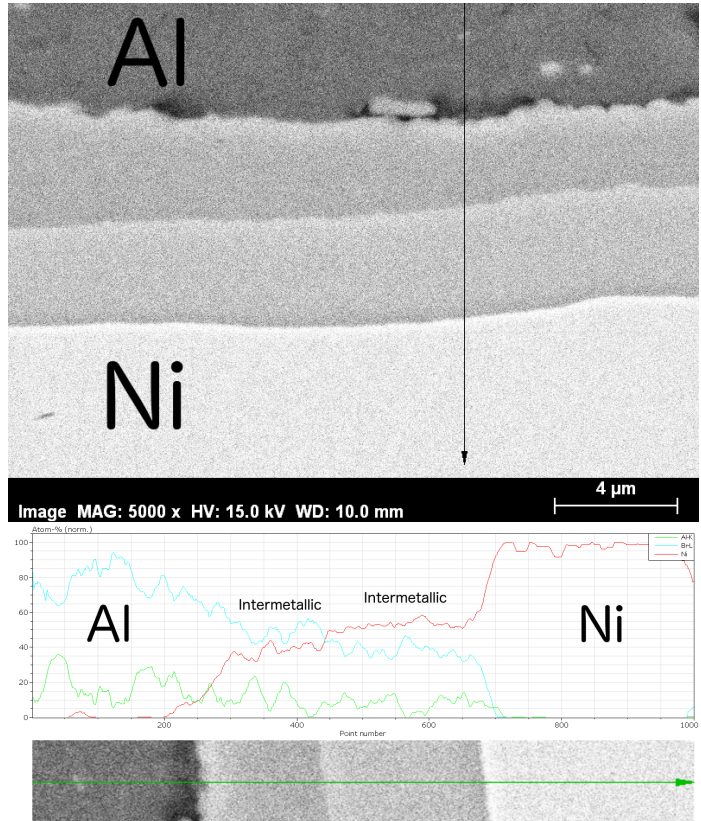 Al
Ni
4 µm
Image MAG: 5000 x HV: 15.0 kV WD: 10.0 mm
Atom-% (norm.)
Al-K
Br-L
Ni
100
80
60
40
20
0
Intermetallic
Intermetallic
Al
Ni
200
400
600
800
1000
Point number